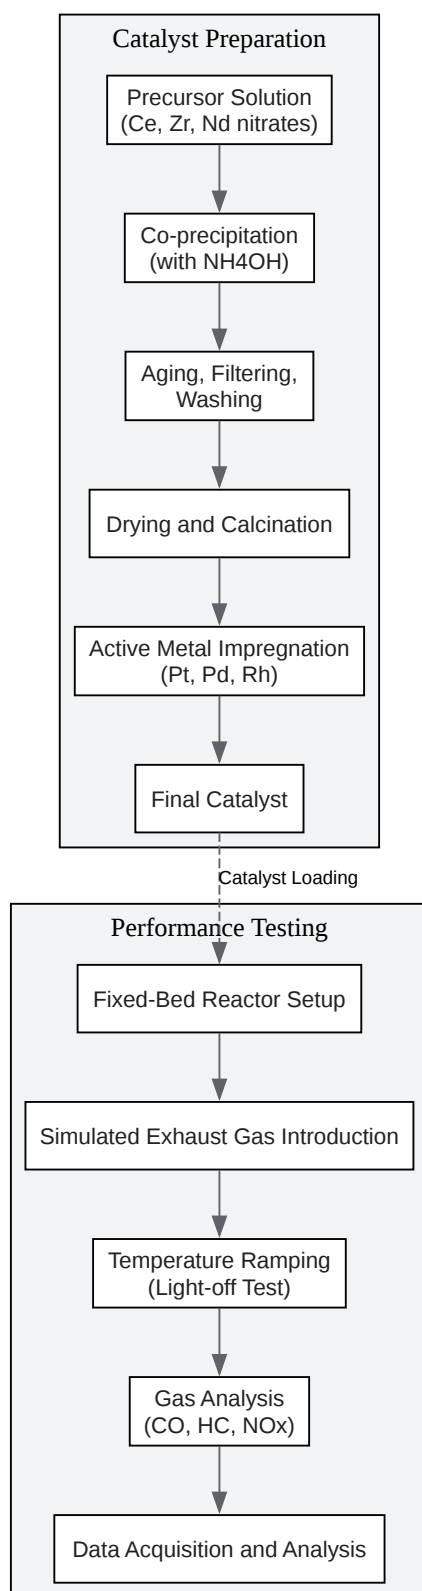 Catalyst Preparation
Precursor Solution
(Ce, Zr, Nd nitrates)
Co-precipitation
(with NH4OH)
Aging, Filtering,
Washing
Drying and Calcination
Active Metal Impregnation
(Pt, Pd, Rh)
Final Catalyst
Catalyst Loading
Performance Testing
Fixed-Bed Reactor Setup
Simulated Exhaust Gas Introduction
Temperature Ramping
(Light-off Test)
Gas Analysis
(CO, HC, NOx)
Data Acquisition and Analysis